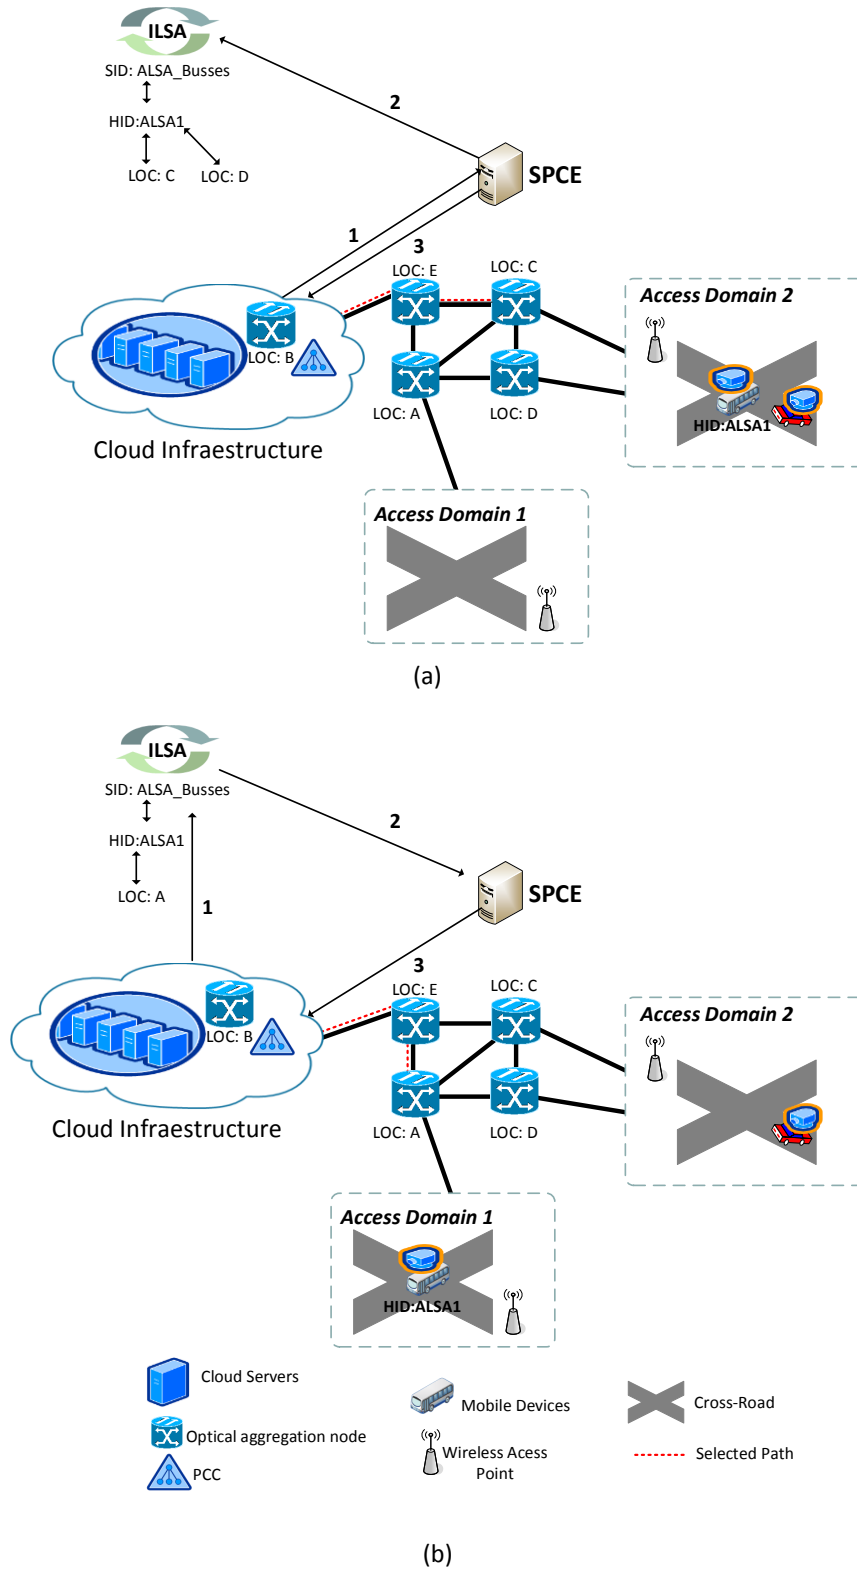 ILSA
SID: ALSA_Busses
2
HID:ALSA1
LOC: C
LOC: D
SPCE
1
3
LOC: E
LOC: C
Access Domain 2
LOC: B
LOC: A
LOC: D
HID:ALSA1
Cloud Infraestructure
Access Domain 1
(a)
ILSA
SID: ALSA_Busses
2
HID:ALSA1
LOC: A
1
SPCE
3
LOC: E
LOC: C
Access Domain 2
LOC: B
Cloud Infraestructure
LOC: A
LOC: D
Access Domain 1
HID:ALSA1
Cloud Servers
Mobile Devices
Cross-Road
Optical aggregation node
Wireless Acess
Point
Selected Path
PCC
(b)